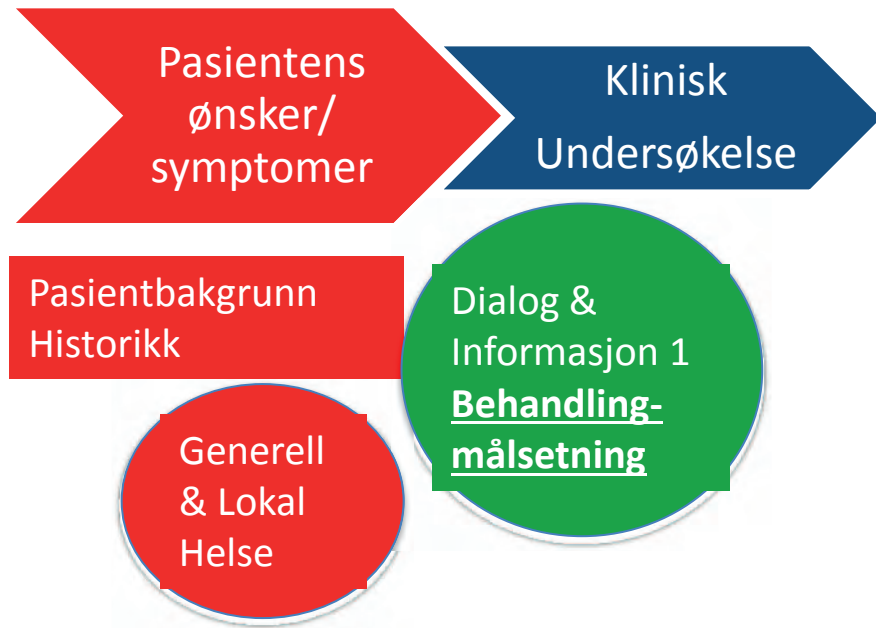 Pasientens
ønsker/
symptomer
Klinisk
Undersøkelse
Pasientbakgrunn
Historikk
Dialog &
Informasjon 1
Behandling-
målsetning
Generell
& Lokal
Helse